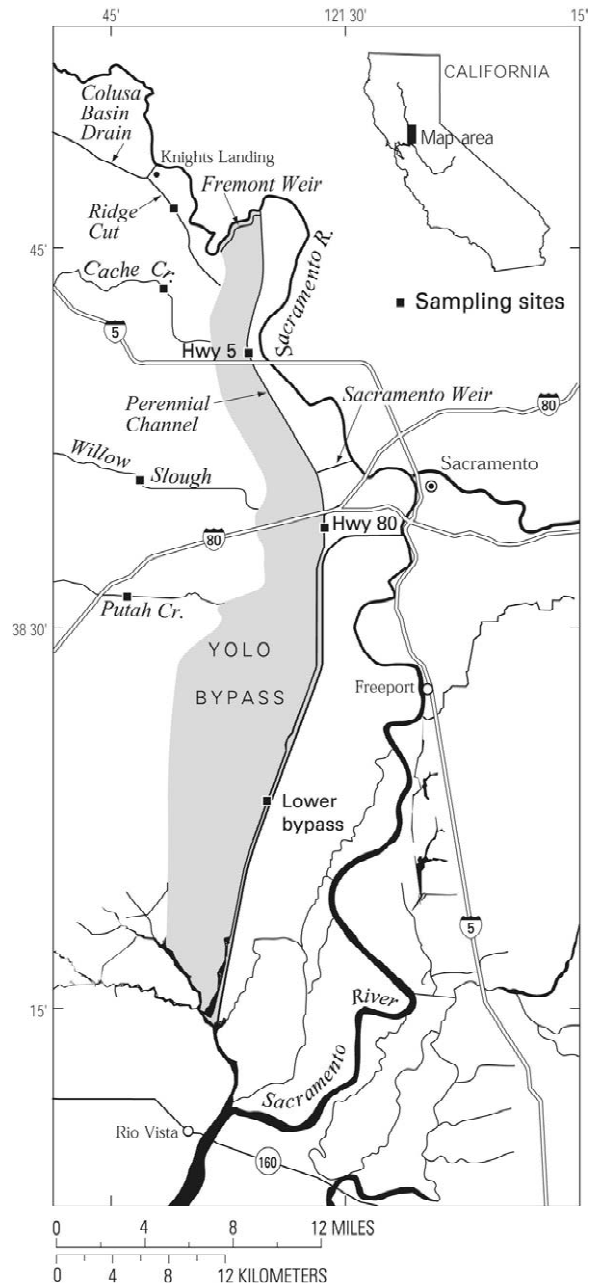 45'
121 30'
15'
CALIFORNIA
Map area
Colusa
Basin
Drain
Knights Landing
Fremont Weir
Ridge
Cut
45'
Cache Cr.
Sacramento R.
Sampling sites
5
Hwy 5
Perennial
Channel
Sacramento Weir
80
Willow
Slough
Sacramento
80
Hwy 80
Putah Cr.
38 30'
YOLO
BYPASS
Freeport
Lower
bypass
5
15'
River
Sacramento
Rio Vista
160
0 4 8 12 MILES
0 4 8 12 KILOMETERS